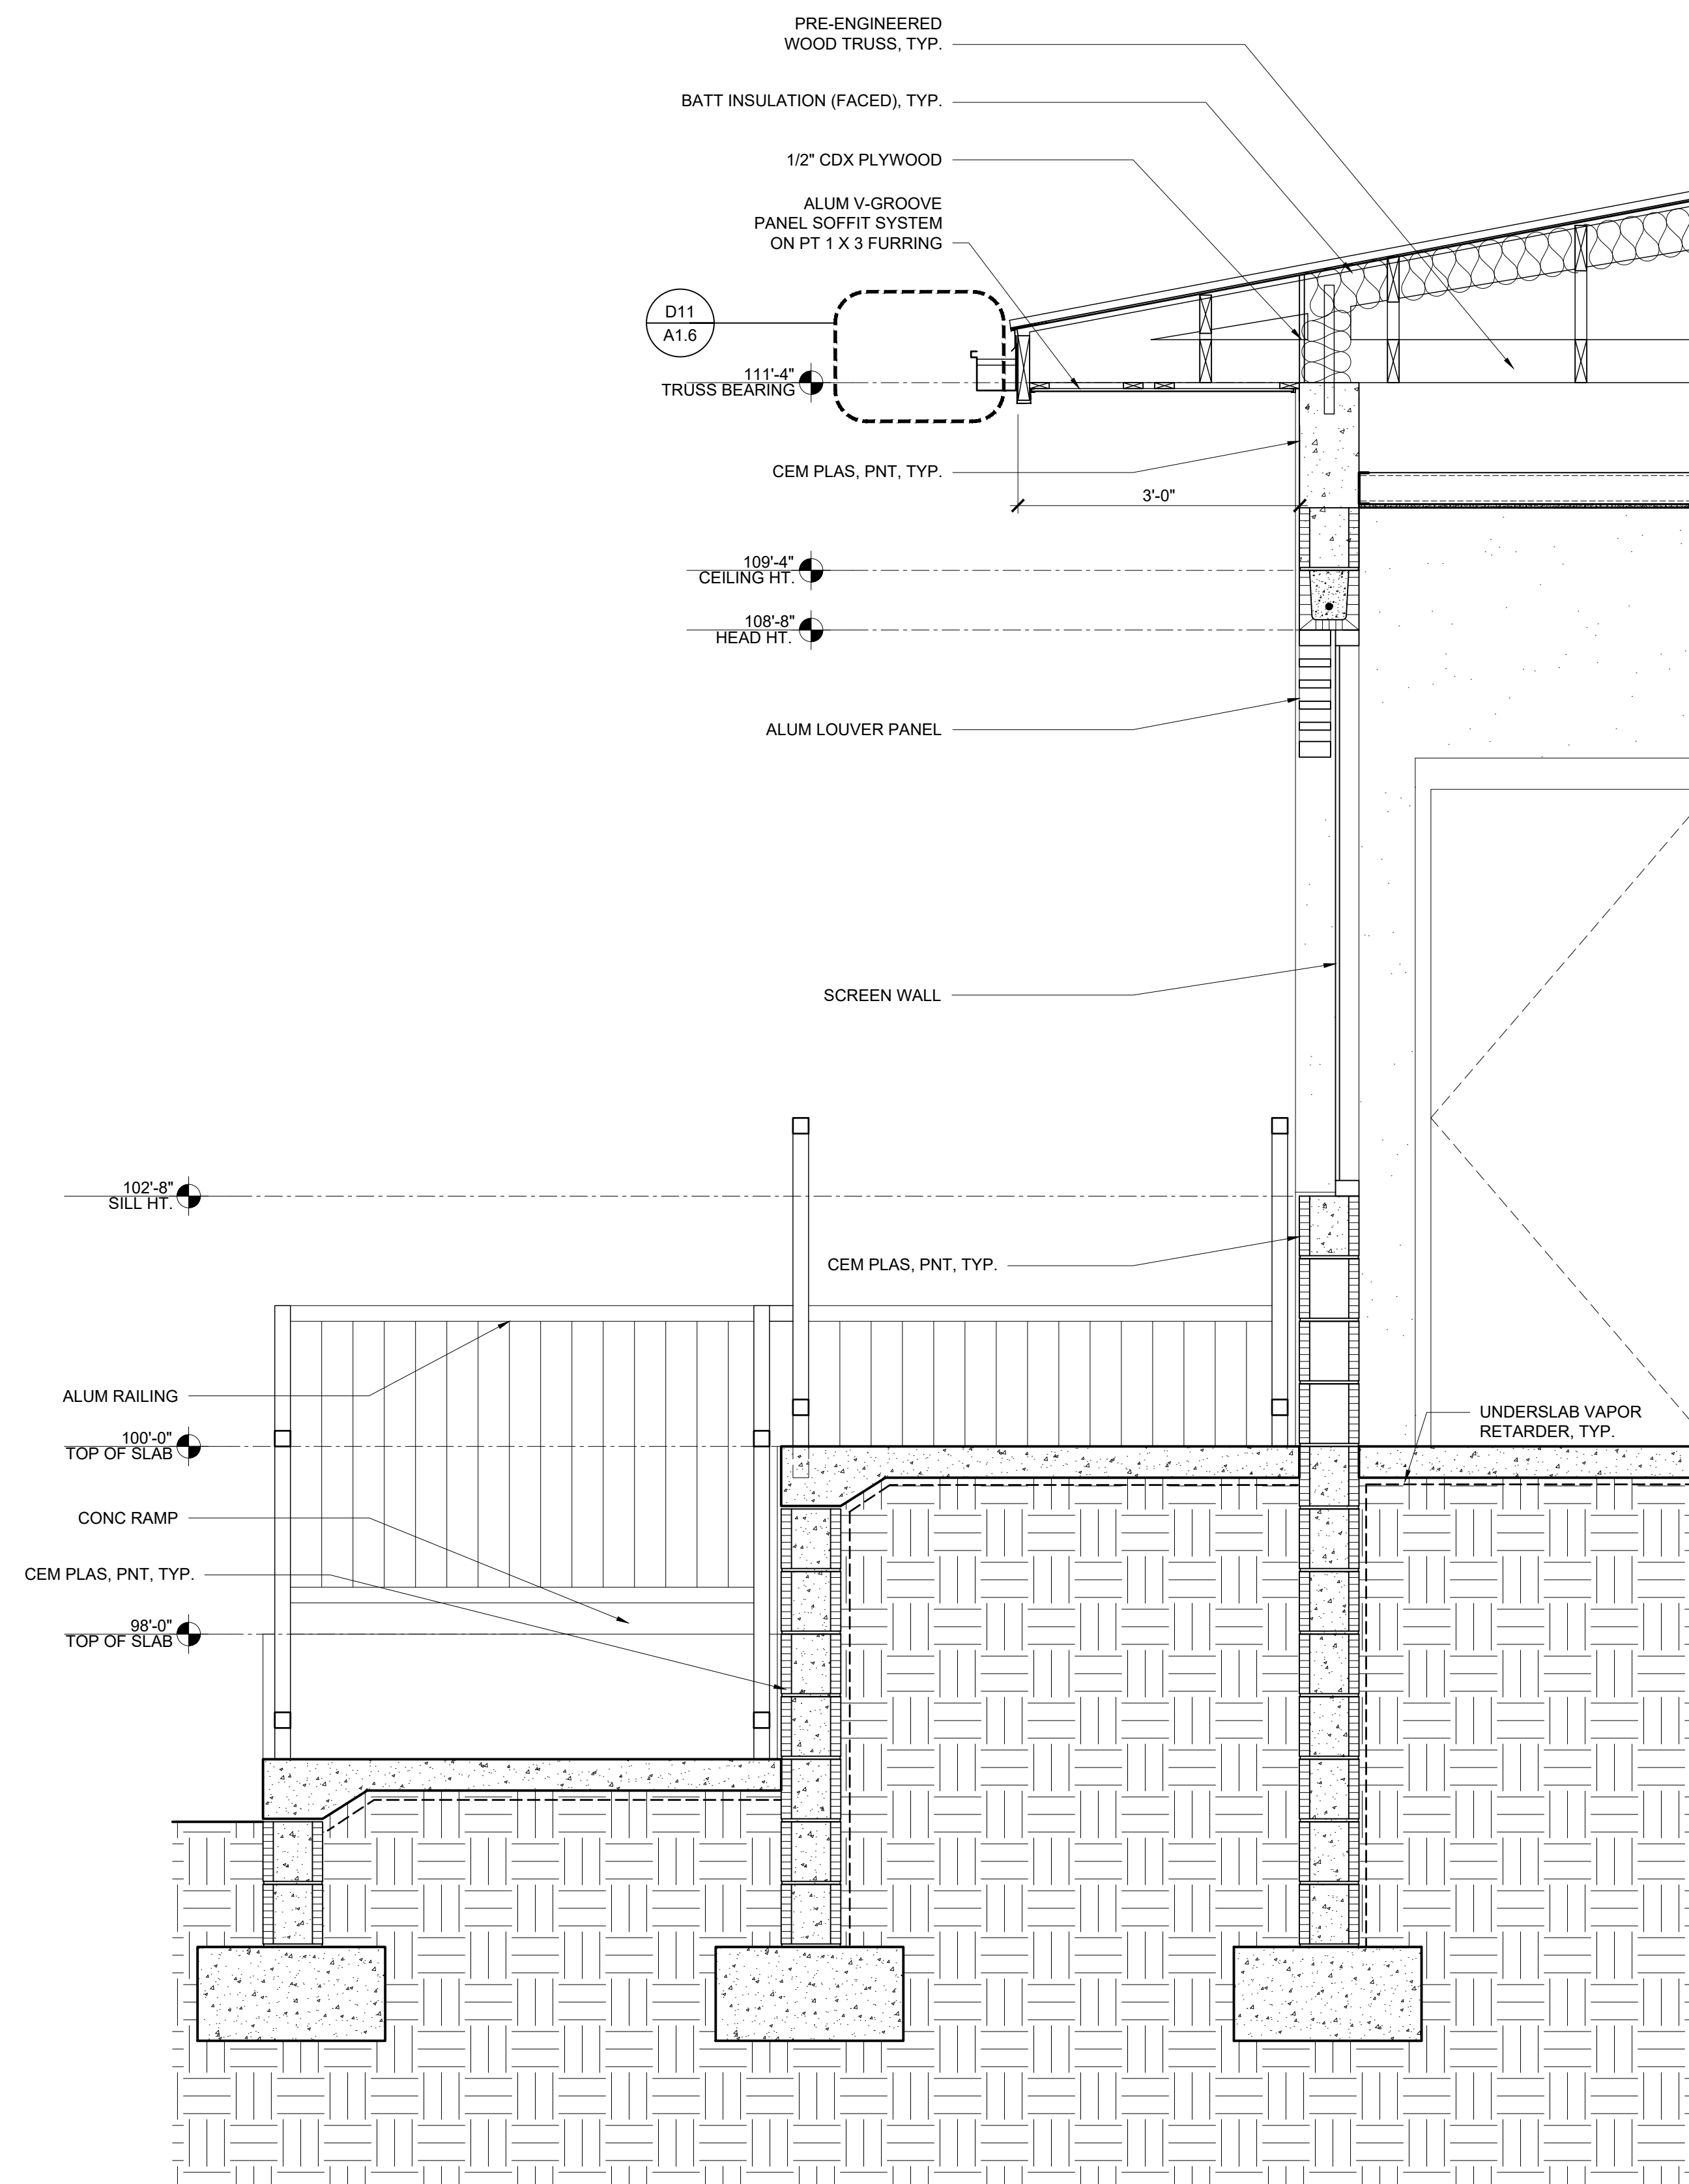 PRE-ENGINEERED
WOOD TRUSS, TYP.
BATT INSULATION (FACED), TYP.
1/2" CDX PLYWOOD
ALUM V-GROOVE
PANEL SOFFIT SYSTEM
ON PT 1 X 3 FURRING
D11
A1.6
111'-4"
TRUSS BEARING
CEM PLAS, PNT, TYP.
3'-0"
109'-4"
CEILING HT.
108'-8"
HEAD HT.
ALUM LOUVER PANEL
SCREEN WALL
102'-8"
SILL HT.
CEM PLAS, PNT, TYP.
ALUM RAILING
UNDERSLAB VAPOR
RETARDER, TYP.
100'-0"
TOP OF SLAB
CONC RAMP
CEM PLAS, PNT, TYP.
98'-0"
TOP OF SLAB